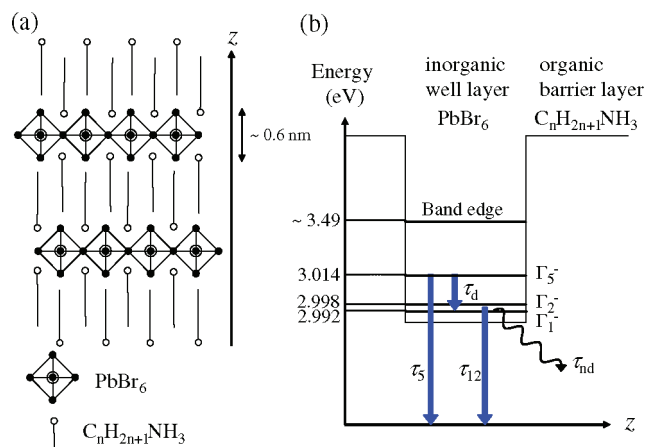 (a)
z
~ 0.6 nm
PbBr₆
CₙH₂ₙ₊₁NH₃
(b)
Energy
(eV)
inorganic
well layer
PbBr₆
organic
barrier layer
CₙH₂ₙ₊₁NH₃
Band edge
~ 3.49
3.014
2.998
2.992
Γ₅⁻
Γ₂⁻
Γ₁⁻
τd
τ₅
τ₁₂
τnd
z